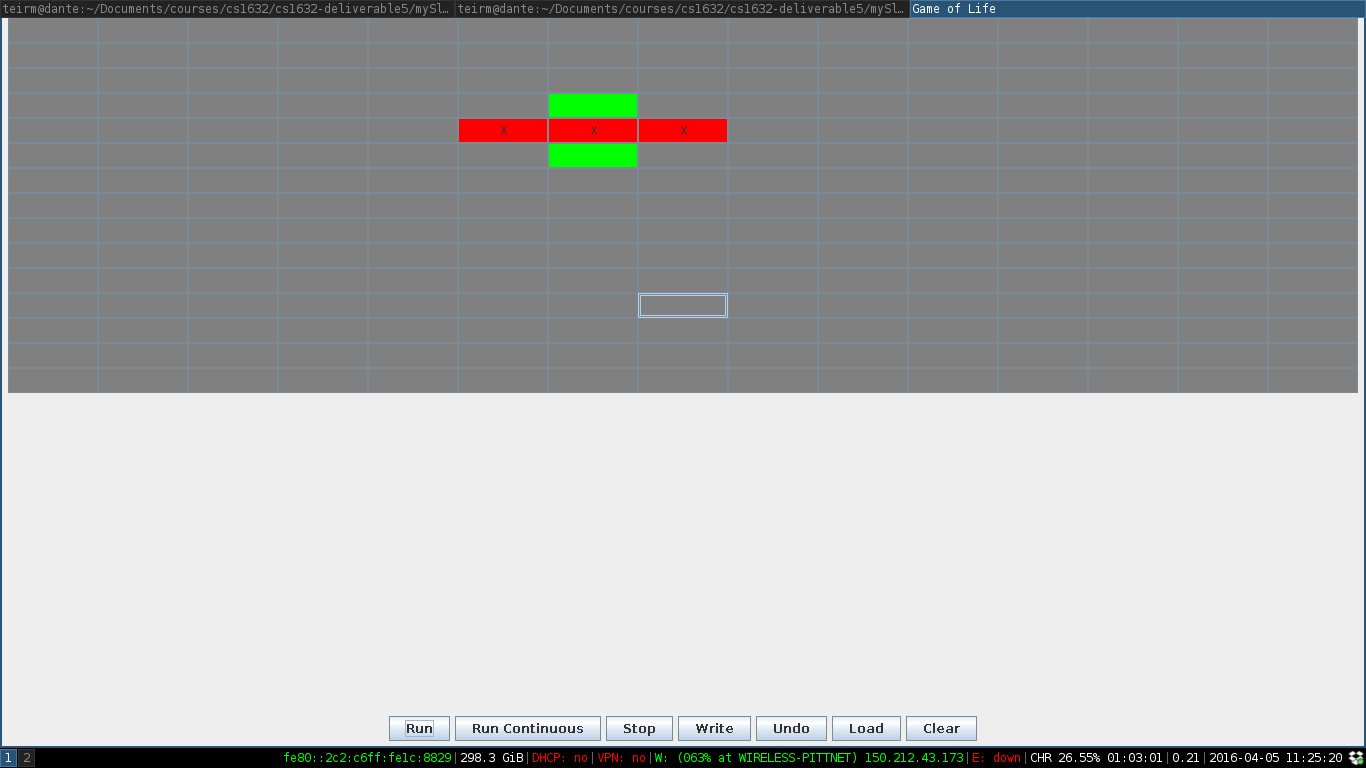 teirm@dante:~/Documents/courses/cs1632/cs1632-deliverable5/mySl… teirm@dante:~/Documents/courses/cs1632/cs1632-deliverable5/mySl… Game of Life
X X X
Run Run Continuous Stop Write Undo Load Clear
1 2 fe80::2c2:c6ff:fe1c:8829|298.3 GiB|DHCP: no|VPN: no|W: (063% at WIRELESS-PITTNET) 150.212.43.173|E: down|CHR 26.55% 01:03:01|0.21|2016-04-05 11:25:20